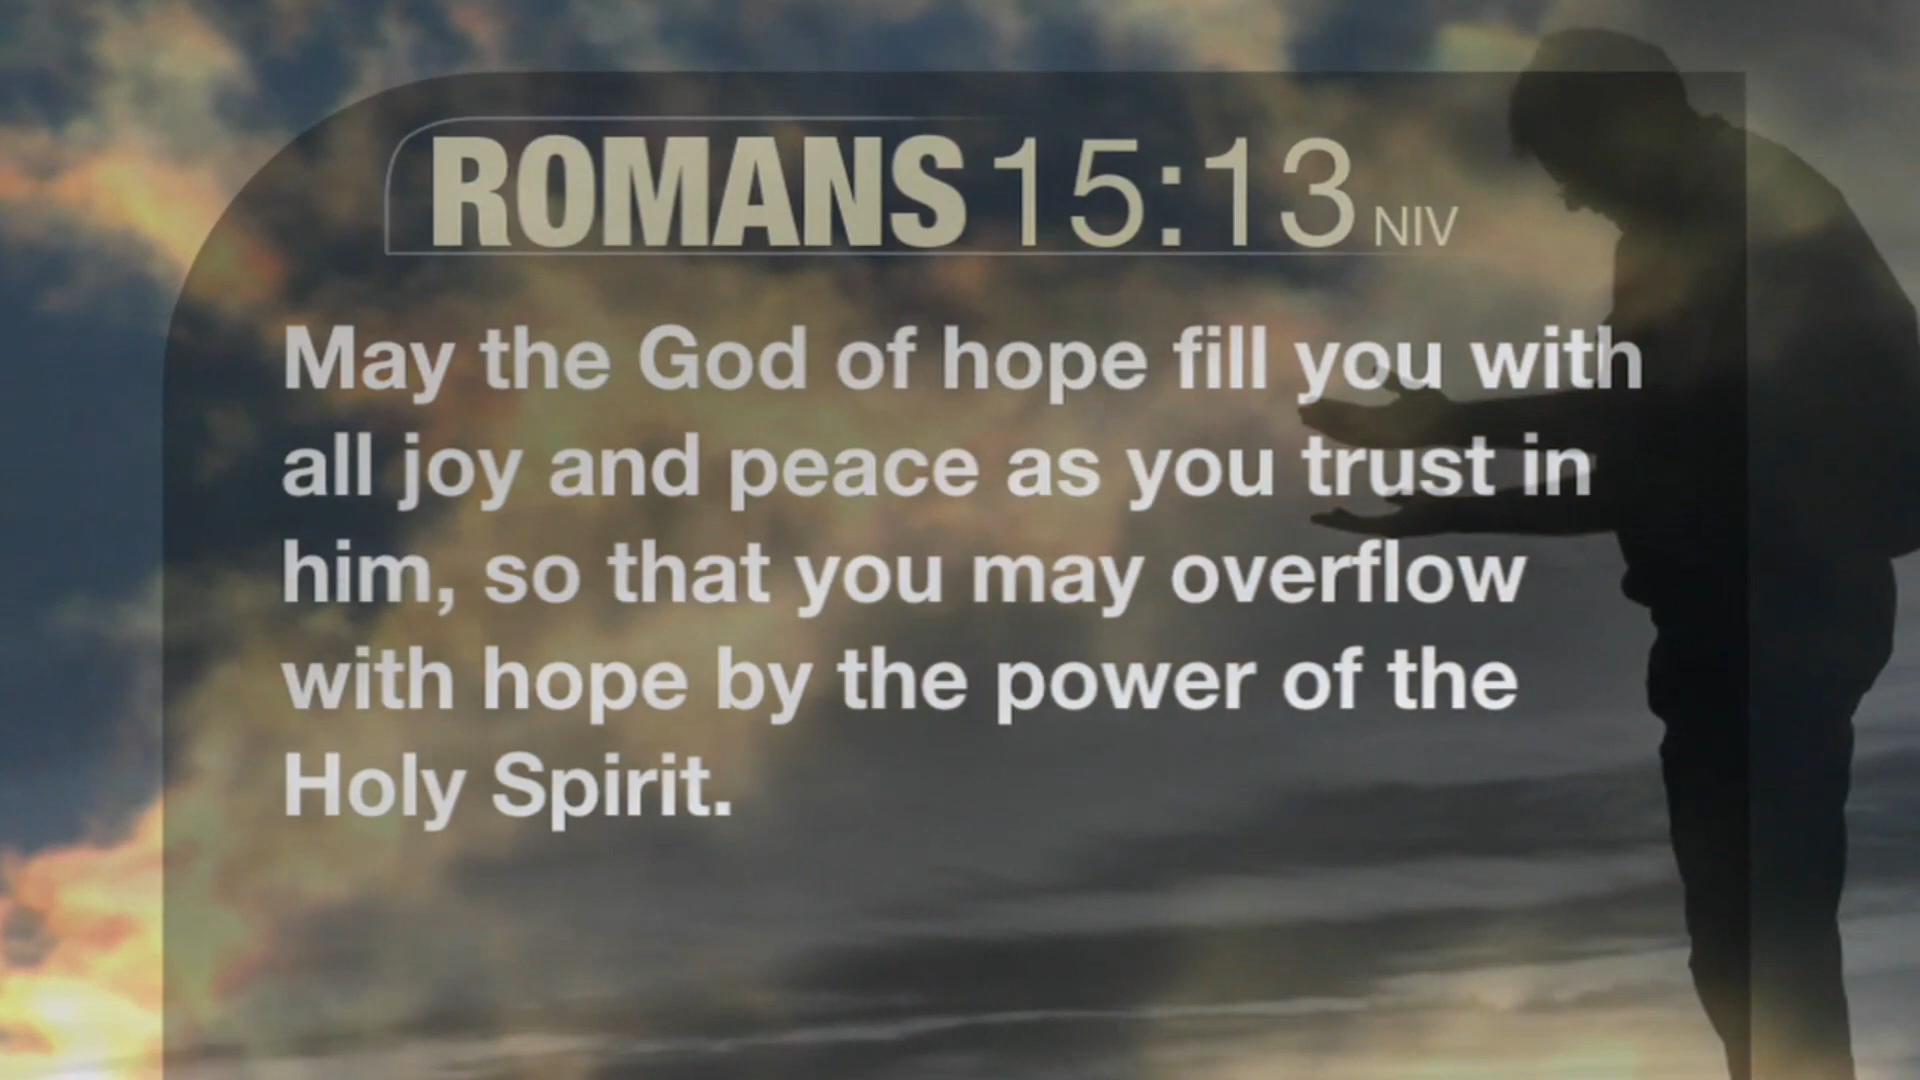 ROMANS 15:13 NIV
May the God of hope fill you with
all joy and peace as you trust in
him, so that you may overflow
with hope by the power of the
Holy Spirit.